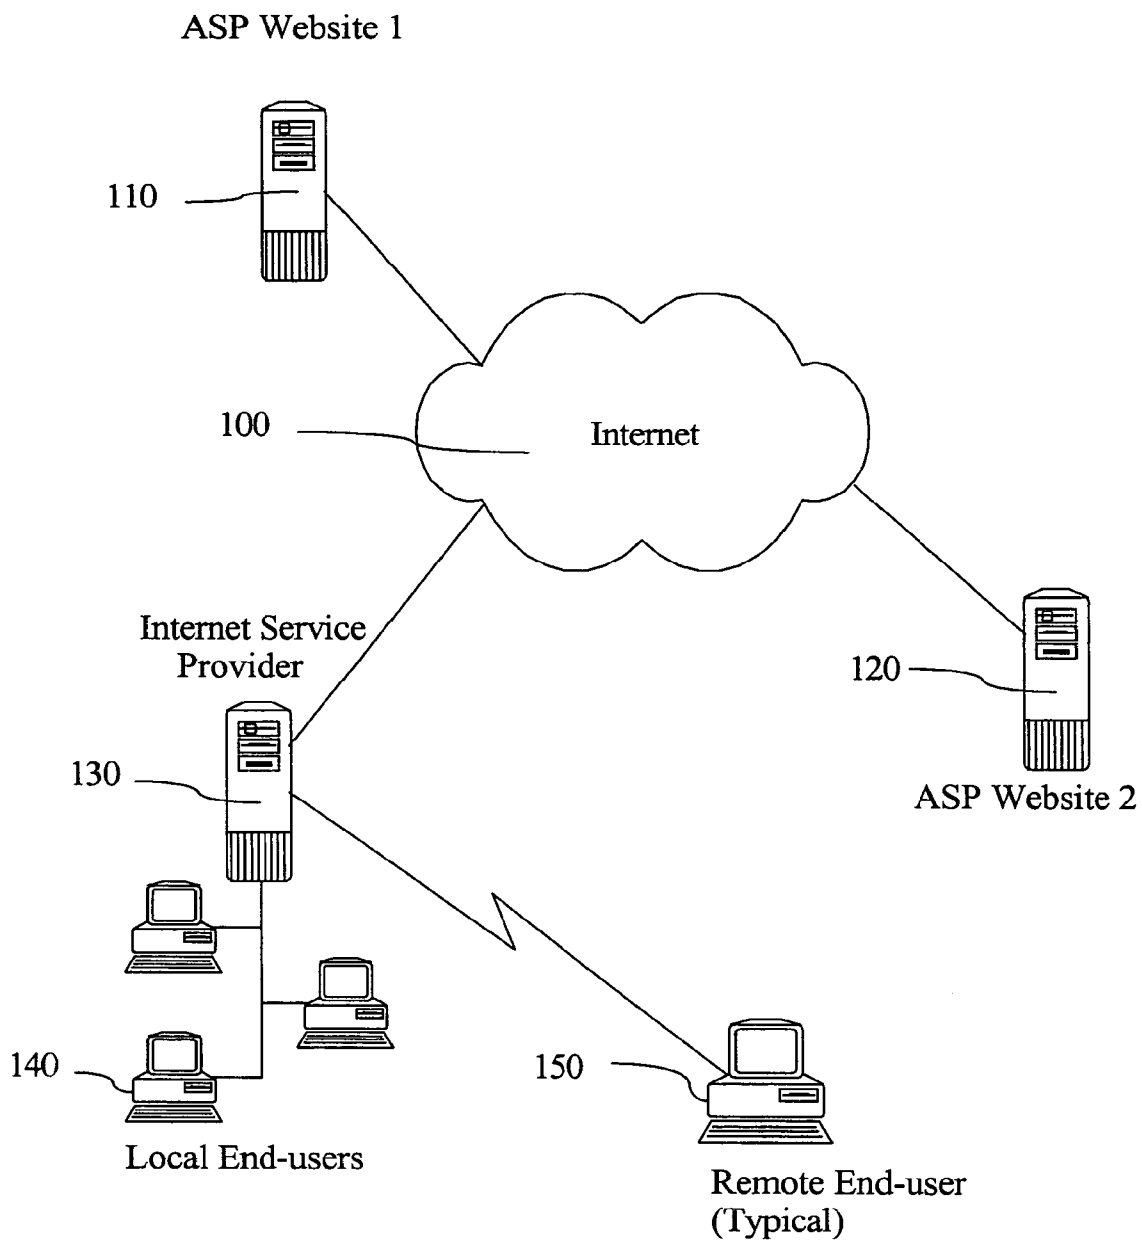 ASP Website 1
110
100
Internet
Internet Service
Provider
120
130
ASP Website 2
140
150
Local End-users
Remote End-user
(Typical)